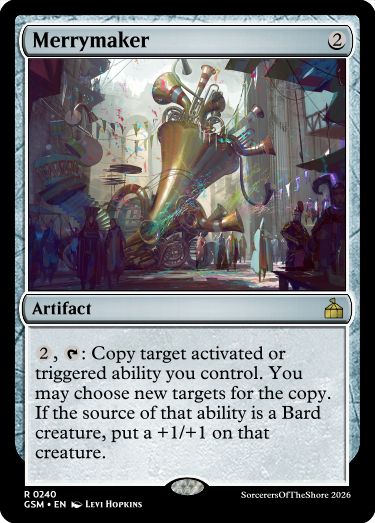 Merrymaker 2
Artifact
2, : Copy target activated or
triggered ability you control. You
may choose new targets for the copy.
If the source of that ability is a Bard
creature, put a +1/+1 on that
creature.
R 0240
GSM • EN Levi Hopkins
SorcerersOfTheShore 2026